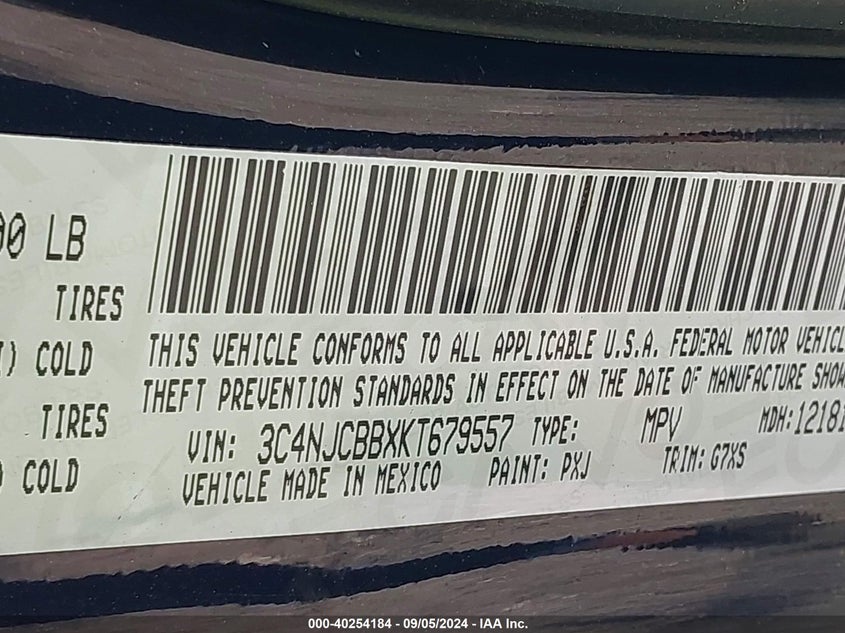 00 LB
TIRES
I) COLD
TIRES
) COLD
THIS VEHICLE CONFORMS TO ALL APPLICABLE U.S.A. FEDERAL MOTOR VEHICL
THEFT PREVENTION STANDARDS IN EFFECT ON THE DATE OF MANUFACTURE SHOW
VIN: 3C4NJCBBXKT679557 TYPE: MPV MDH: 1218
VEHICLE MADE IN MEXICO PAINT: PXJ TRIM: G7XS
000-40254184 - 09/05/2024 - IAA Inc.